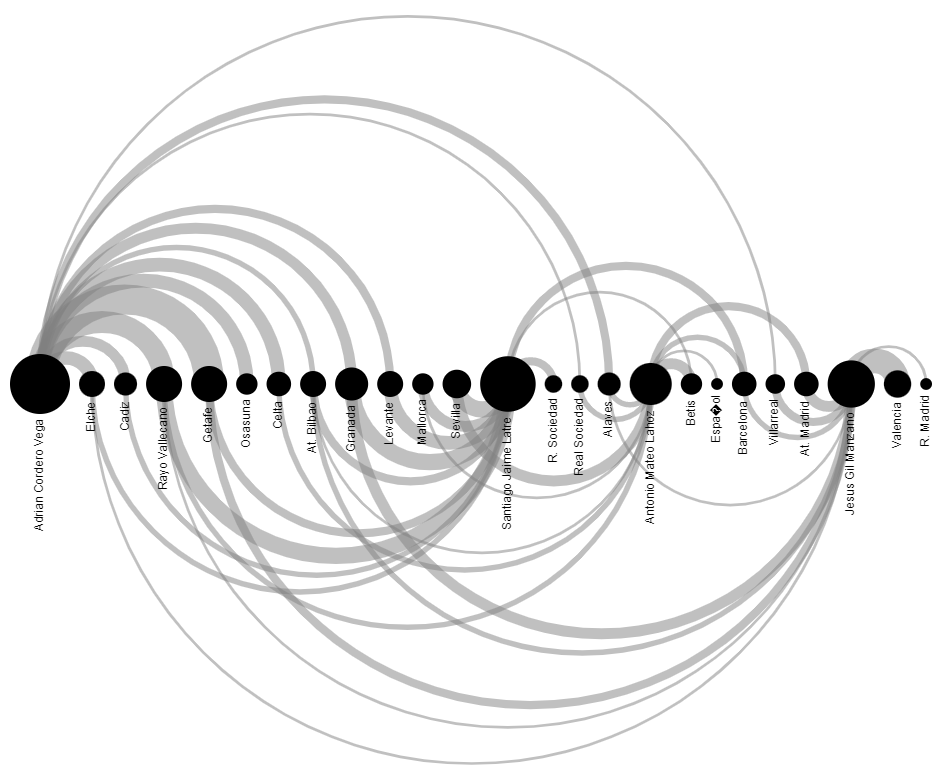 Adrian Cordero Vega
Elche
Cadiz
Rayo Vallecano
Getafe
Osasuna
Celta
At. Bilbao
Granada
Levante
Mallorca
Sevilla
Santiago Jaime Latre
R. Sociedad
Real Sociedad
Alaves
Antonio Mateo Lahoz
Betis
Espa�ol
Barcelona
Villarreal
At. Madrid
Jesus Gil Manzano
Valencia
R. Madrid